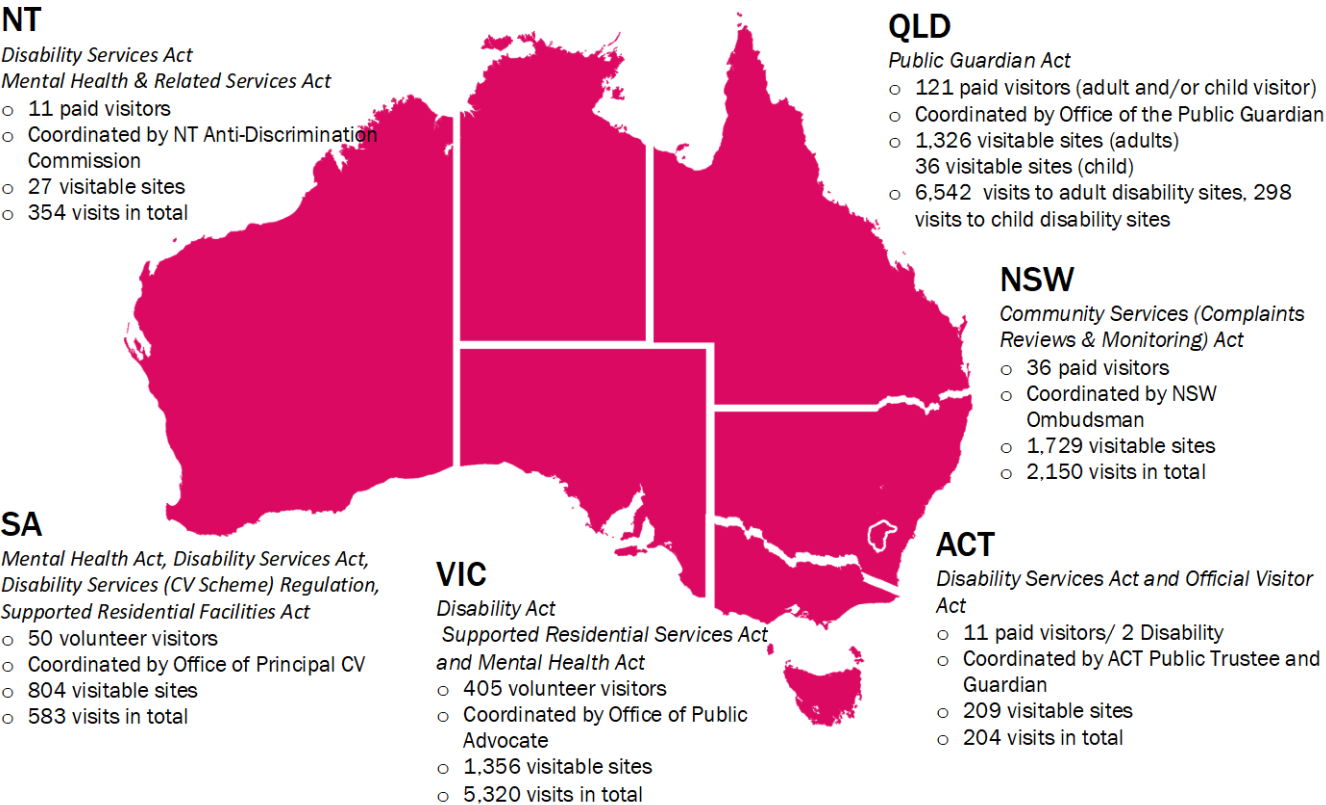 NT
Disability Services Act
Mental Health & Related Services Act
o 11 paid visitors
o Coordinated by NT Anti-Discrimination
Commission
o 27 visitable sites
o 354 visits in total
QLD
Public Guardian Act
o 121 paid visitors (adult and/or child visitor)
o Coordinated by Office of the Public Guardian
o 1,326 visitable sites (adults)
36 visitable sites (child)
o 6,542 visits to adult disability sites, 298
visits to child disability sites
NSW
Community Services (Complaints
Reviews & Monitoring) Act
o 36 paid visitors
o Coordinated by NSW
Ombudsman
o 1,729 visitable sites
o 2,150 visits in total
SA
Mental Health Act, Disability Services Act,
Disability Services (CV Scheme) Regulation,
Supported Residential Facilities Act
o 50 volunteer visitors
o Coordinated by Office of Principal CV
o 804 visitable sites
o 583 visits in total
VIC
Disability Act
Supported Residential Services Act
and Mental Health Act
o 405 volunteer visitors
o Coordinated by Office of Public
Advocate
o 1,356 visitable sites
o 5,320 visits in total
ACT
Disability Services Act and Official Visitor
Act
o 11 paid visitors/ 2 Disability
o Coordinated by ACT Public Trustee and
Guardian
o 209 visitable sites
o 204 visits in total